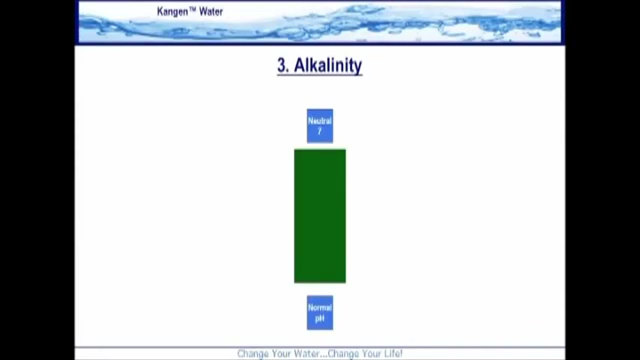 Kangen™ Water
3. Alkalinity
Neutral
7
Normal
pH
Change Your Water...Change Your Life!